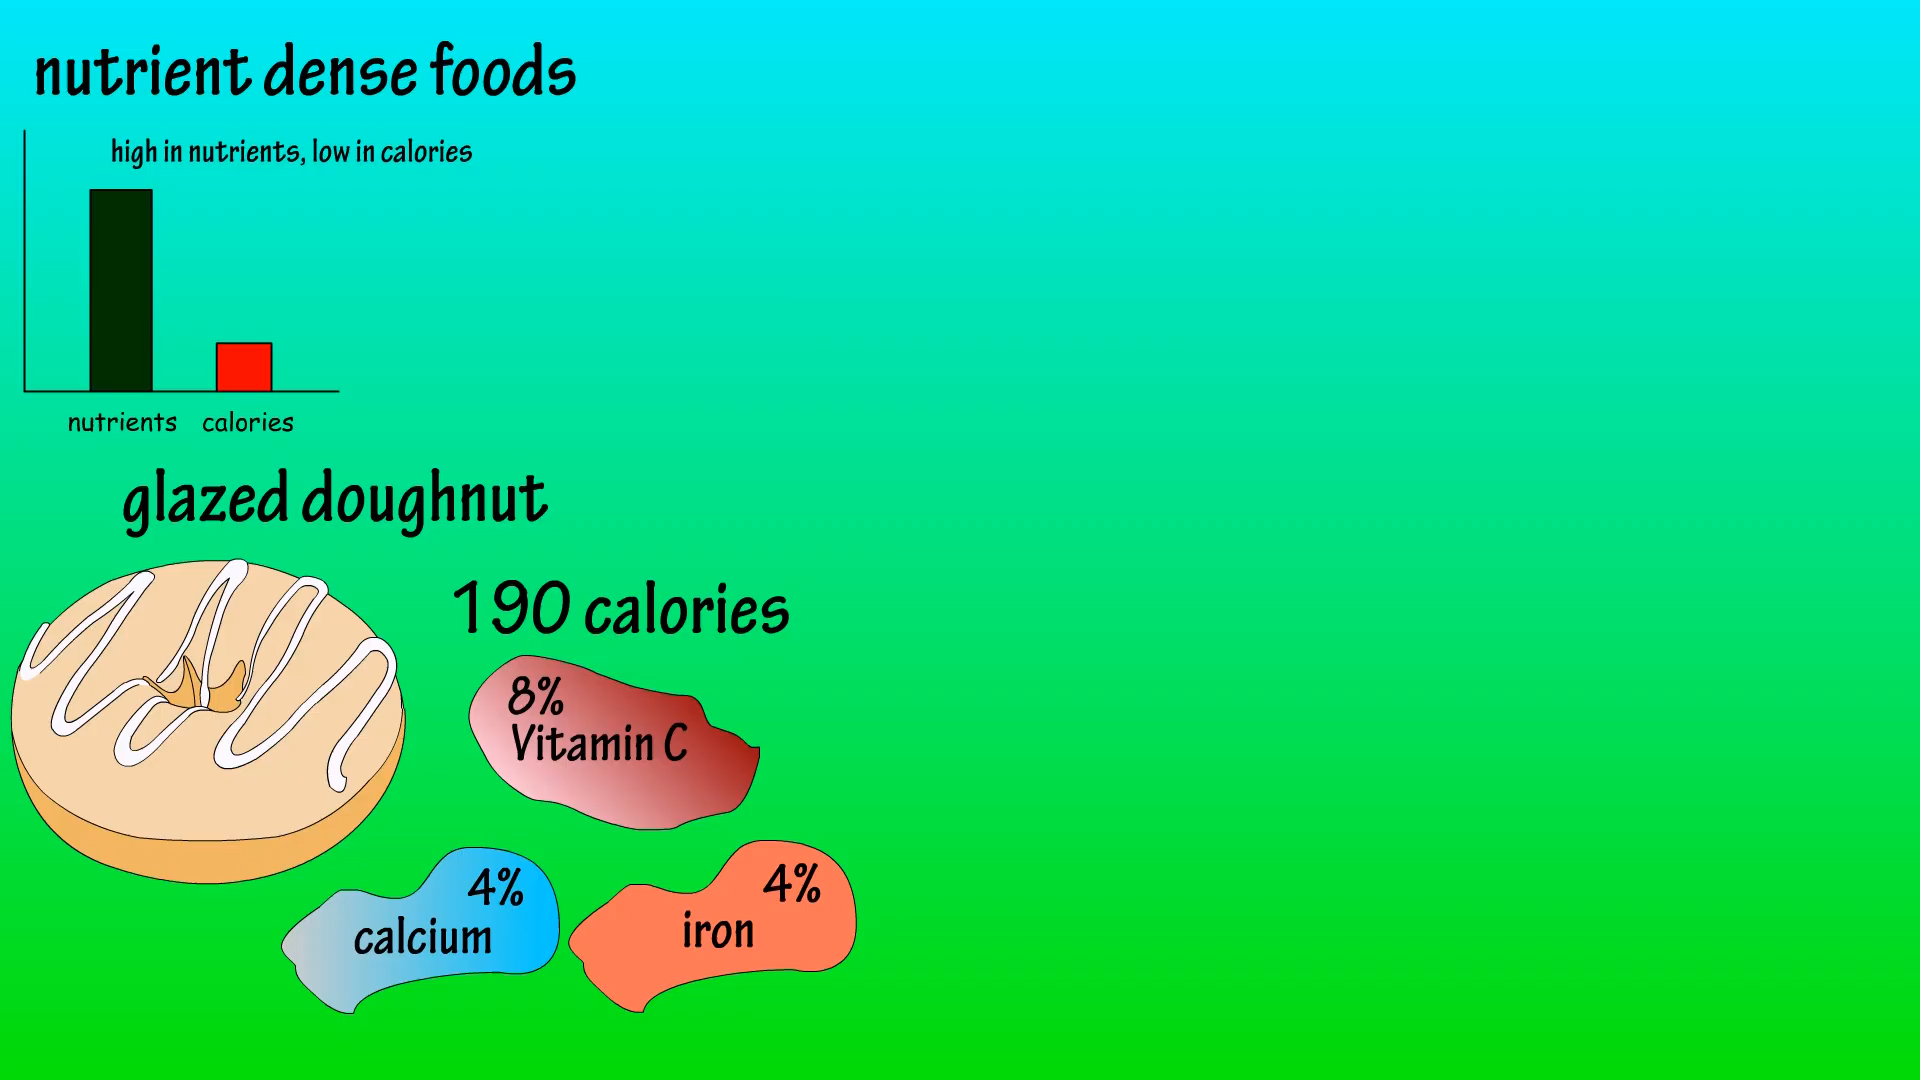 nutrient dense foods
high in nutrients, low in calories
nutrients calories
glazed doughnut
190 calories
8%
Vitamin C
4%
calcium
4%
iron